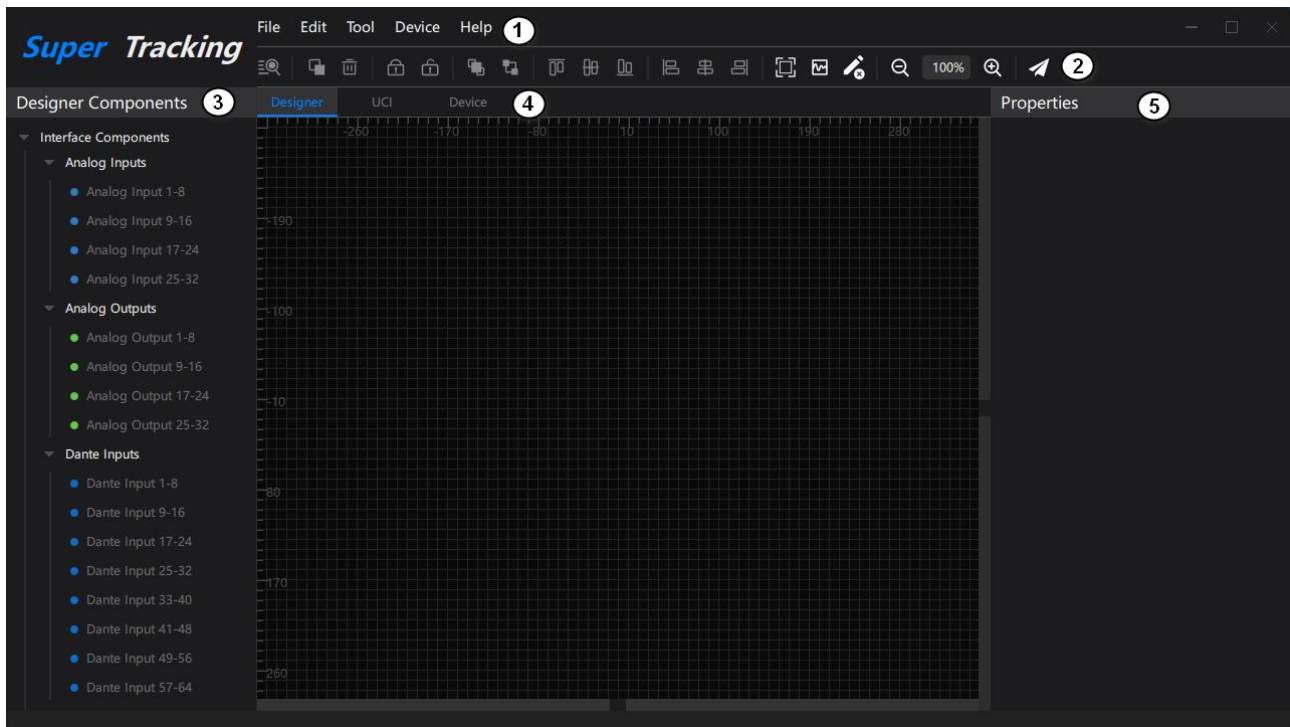 Super Tracking
File Edit Tool Device Help 1
100% 2
Designer Components 3
Designer UCI Device 4
Properties 5
-260 -170 -80 10 100 190 280
Interface Components
Analog Inputs
Analog Input 1-8
Analog Input 9-16
-190
Analog Input 17-24
Analog Input 25-32
Analog Outputs
-100
Analog Output 1-8
Analog Output 9-16
Analog Output 17-24
-10
Analog Output 25-32
Dante Inputs
Dante Input 1-8
80
Dante Input 9-16
Dante Input 17-24
Dante Input 25-32
170
Dante Input 33-40
Dante Input 41-48
Dante Input 49-56
260
Dante Input 57-64